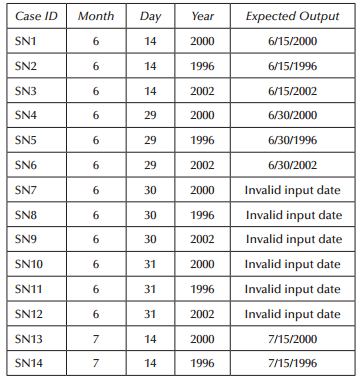 Case ID Month Day Year Expected Output
SN1 6 14 2000 6/15/2000
SN2 6 14 1996 6/15/1996
SN3 6 14 2002 6/15/2002
SN4 6 29 2000 6/30/2000
SN5 6 29 1996 6/30/1996
SN6 6 29 2002 6/30/2002
SN7 6 30 2000 Invalid input date
SN8 6 30 1996 Invalid input date
SN9 6 30 2002 Invalid input date
SN10 6 31 2000 Invalid input date
SN11 6 31 1996 Invalid input date
SN12 6 31 2002 Invalid input date
SN13 7 14 2000 7/15/2000
SN14 7 14 1996 7/15/1996